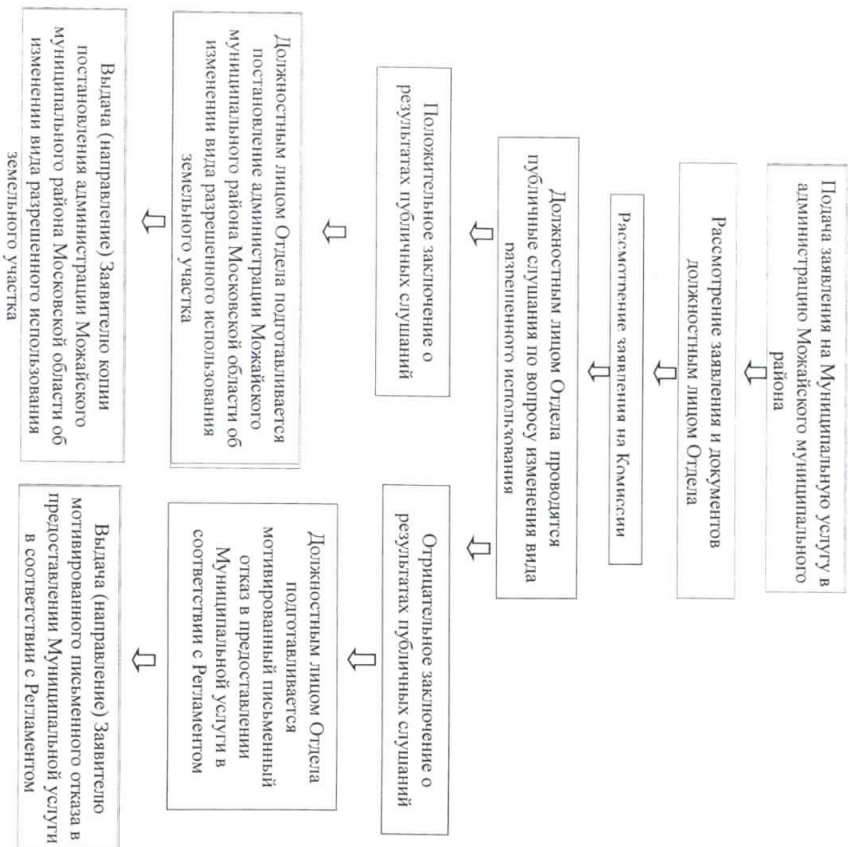 Подача заявления на Муниципальную услугу в
администрацию Можайского муниципального
района
Рассмотрение заявления и документов
должностным лицом Отдела
Рассмотрение заявления на Комиссии
Должностным лицом Отдела проводятся
публичные слушания по вопросу изменения вида
разрешенного использования
Положительное заключение о
результатах публичных слушаний
Отрицательное заключение о
результатах публичных слушаний
Должностным лицом Отдела подготавливается
постановление администрации Можайского
муниципального района Московской области об
изменении вида разрешенного использования
земельного участка
Должностным лицом Отдела
подготавливается
мотивированный письменный
отказ в предоставлении
Муниципальной услуги в
соответствии с Регламентом
Выдача (направление) Заявителю копии
постановления администрации Можайского
муниципального района Московской области об
изменении вида разрешенного использования
земельного участка
Выдача (направление) Заявителю
мотивированного письменного отказа в
предоставлении Муниципальной услуги
в соответствии с Регламентом